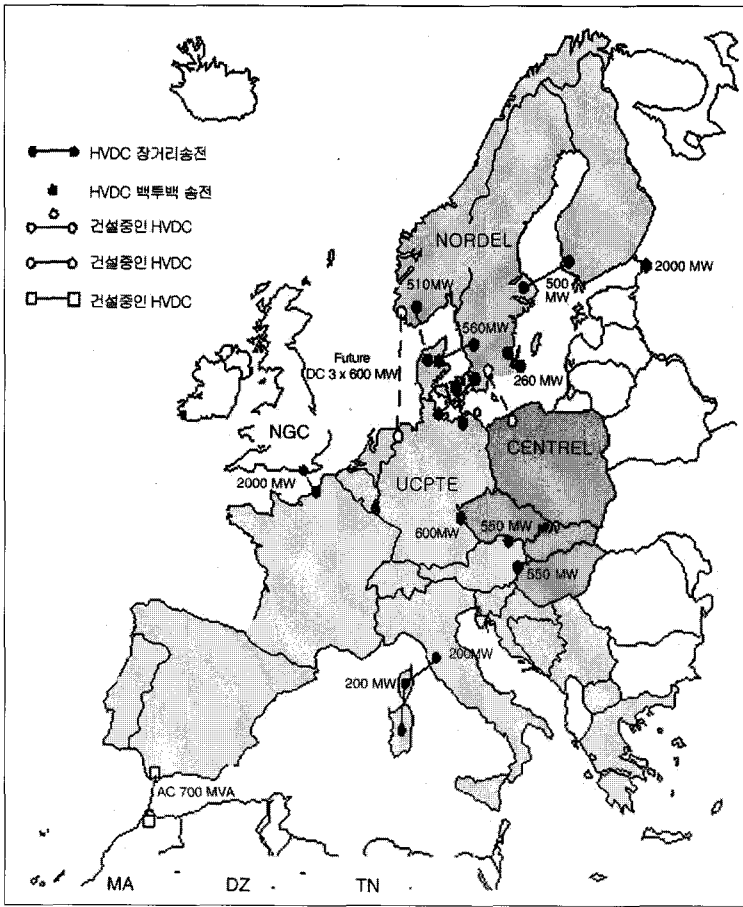 HVDC 장거리송전
HVDC 백투백 송전
건설중인 HVDC
건설중인 HVDC
건설중인 HVDC
NORDEL
510MW
2000 MW
500
MW
560MW
Future
DC 3 x 600 MW
260 MW
NGC
CENTREL
2000 MW
UCPTE
600MW
550 MW
MW
550 MW
200MW
200 MW
AC 700 MVA
MA
DZ
TN